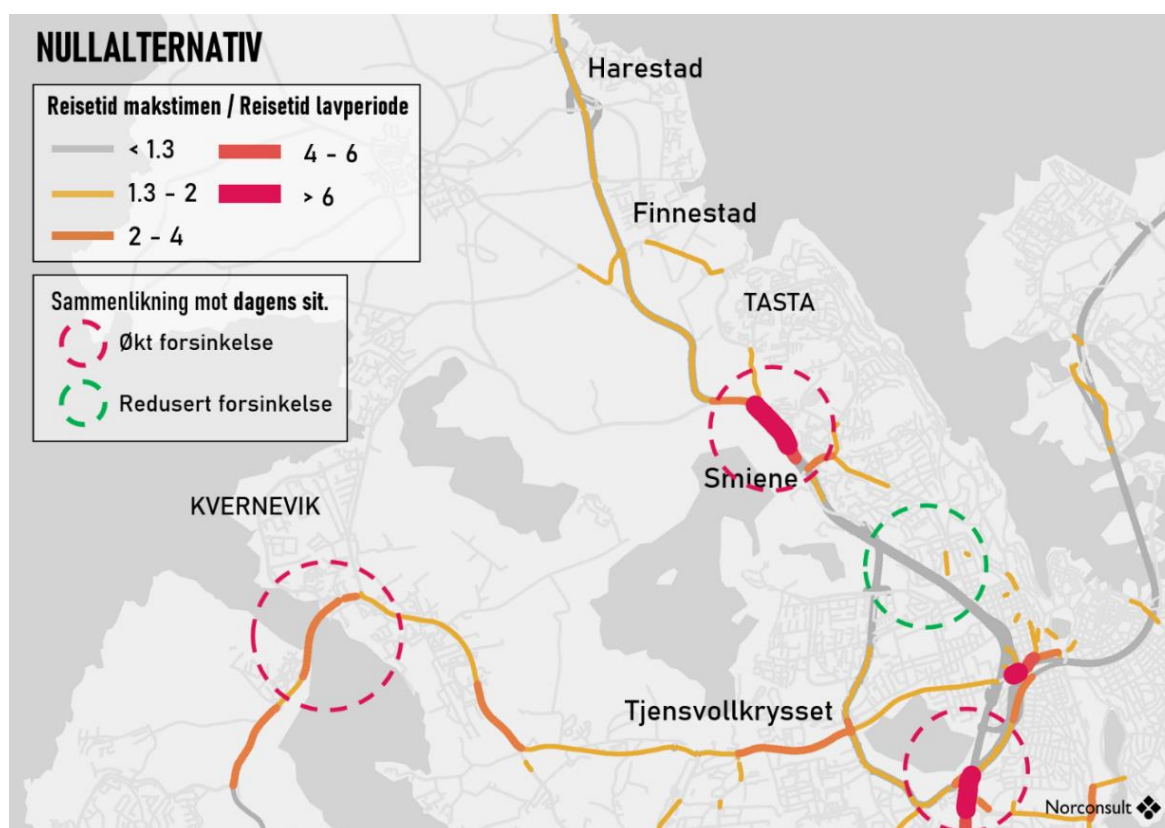 NULLALTERNATIV
Reisetid makstimen / Reisetid lavperiode
< 1.3
4 - 6
1.3 - 2
> 6
2 - 4
Sammenlikning mot dagens sit.
Økt forsinkelse
Redusert forsinkelse
Harestad
Finnestad
TASTA
Smiene
KVERNEVIK
Tjensvollkrysset
Norconsult